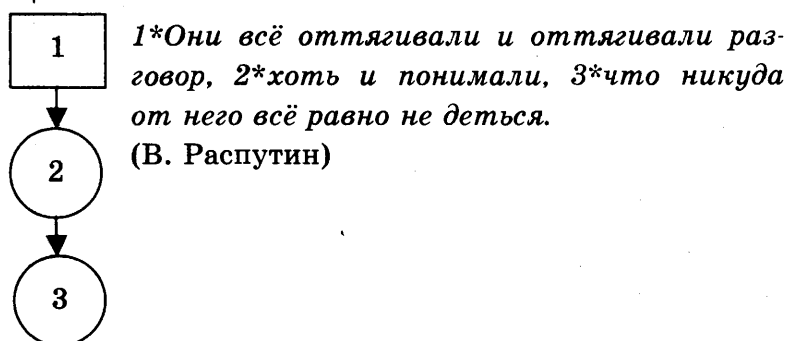 1
1*Они всё оттягивали и оттягивали раз-
говор, 2*хоть и понимали, 3*что никуда
от него всё равно не деться.
(В. Распутин)
2
3